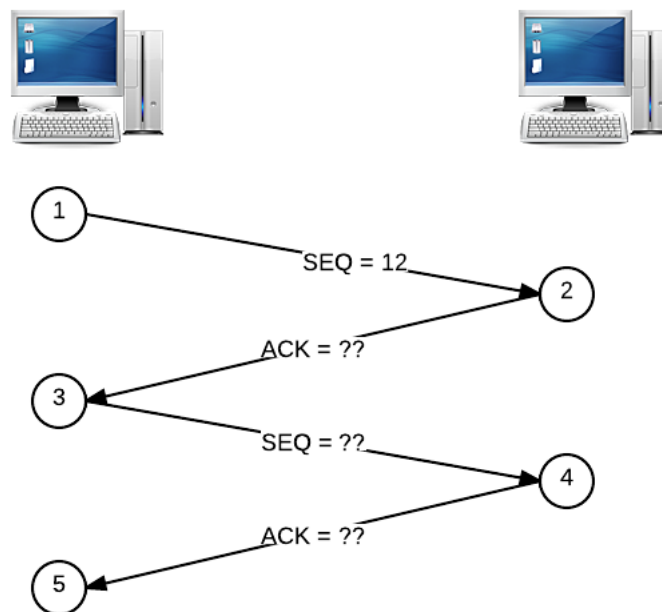 1
SEQ = 12
2
ACK = ??
3
SEQ = ??
4
ACK = ??
5